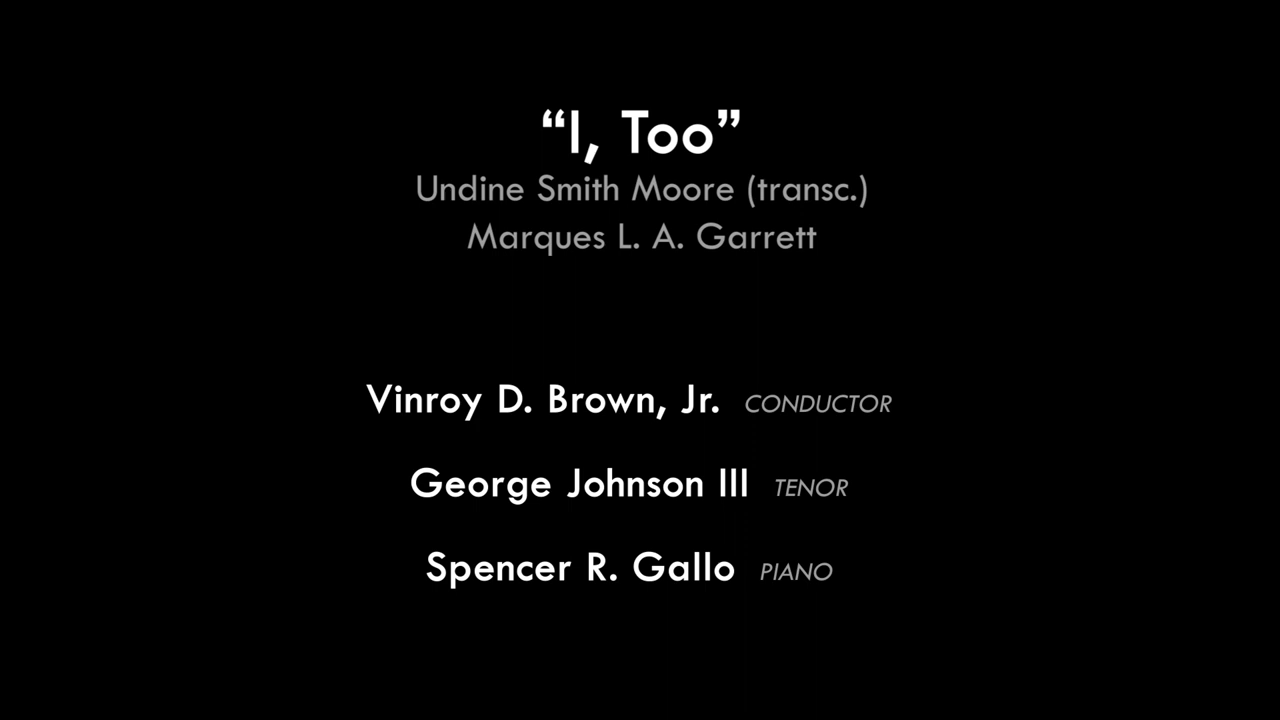 “I, Too”
Undine Smith Moore (transc.)
Marques L. A. Garrett
Vinroy D. Brown, Jr. CONDUCTOR
George Johnson III TENOR
Spencer R. Gallo PIANO